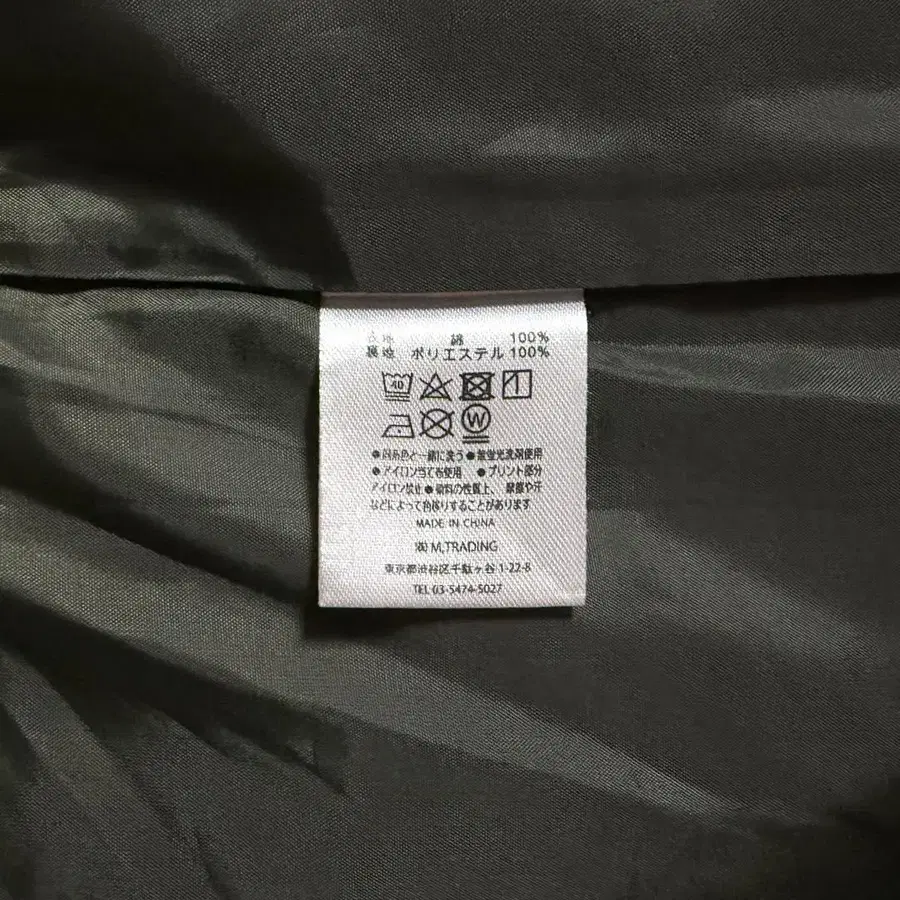 表地 綿 100%
裏地 ポリエステル 100%
40
W
●同系色と一緒に洗う ●無蛍光洗剤使用
●アイロン当て布使用 ●プリント部分
アイロン禁止 ●染料の性質上、摩擦や汗
などによって色移りすることがあります
MADE IN CHINA
㈱ M,TRADING
東京都渋谷区千駄ヶ谷 1-22-8
TEL 03-5474-5027